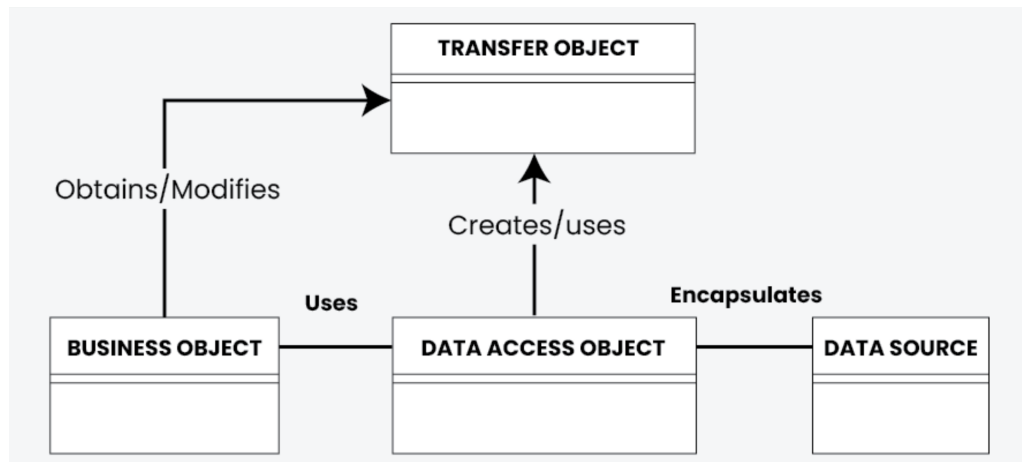 TRANSFER OBJECT
Obtains/Modifies
Creates/uses
Uses
Encapsulates
BUSINESS OBJECT
DATA ACCESS OBJECT
DATA SOURCE